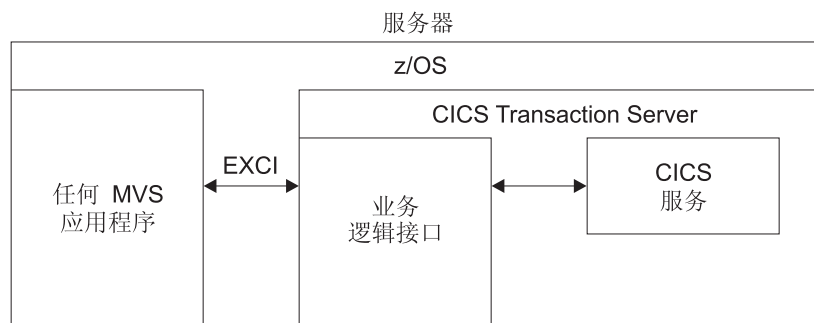 服务器
z/OS
CICS Transaction Server
EXCI
任何 MVS
应用程序
业务
逻辑接口
CICS
服务